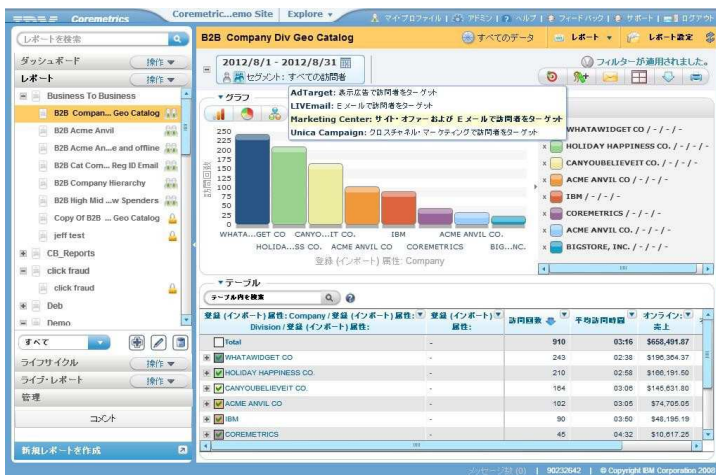 Coremetrics
Coremetric...emo Site
Explore
マイ・プロファイル
アドミン
ヘルプ
フィードバック
サポート
ログアウト
レポートを検索
ダッシュボード
操作
レポート
操作
Business To Business
B2B Compan... Geo Catalog
B2B Acme Anvil
B2B Acme An...e and offline
B2B Cat Com... Reg ID Email
B2B Company Hierarchy
B2B High Mid ...w Spenders
Copy Of B2B ... Geo Catalog
jeff test
CB_Reports
click fraud
click fraud
Deb
Demo
すべて
ライフサイクル
操作
ライブ・レポート
操作
管理
コメント
新規レポートを作成
B2B Company Div Geo Catalog
すべてのデータ
レポート
レポート設定
2012/8/1 - 2012/8/31
セグメント: すべての訪問者
フィルターが適用されました。
AdTarget: 表示広告で訪問者をターゲット
LIVEmail: Eメールで訪問者をターゲット
Marketing Center: サイト・オファーおよび Eメールで訪問者をターゲット
Unica Campaign: クロスチャネル・マーケティングで訪問者をターゲット
グラフ
250
225
200
175
150
125
100
75
50
25
0
訪問回数
WHATA...GET CO
CANYO...IT CO.
IBM
ACME ANVIL CO.
HOLIDA...SS CO.
ACME ANVIL CO
COREMETRICS
BIG...NC.
登録 (インポート) 属性: Company
WHATAWIDGET CO / - / - / -
x HOLIDAY HAPPINESS CO. / - / - / -
x CANYOUBELIEVEIT CO. / - / - / -
x ACME ANVIL CO / - / - / -
x IBM / - / - / -
x COREMETRICS / - / - / -
x ACME ANVIL CO. / - / - / -
x BIGSTORE, INC. / - / - / -
テーブル
テーブル内を検索
登録 (インポート) 属性: Company / 登録 (インポート) 属性:
Division / 登録 (インポート) 属性:
登録 (インポート)
属性:
訪問回数
平均訪問時間
オンライン:
売上
Total - 910 03:16 $658,491.87
WHATAWIDGET CO - 243 02:38 $196,364.37
HOLIDAY HAPPINESS CO. - 210 02:58 $166,191.50
CANYOUBELIEVEIT CO. - 164 03:06 $145,631.80
ACME ANVIL CO - 102 03:05 $74,705.05
IBM - 90 03:50 $48,195.19
COREMETRICS - 45 04:32 $10,617.25
メッセージ数 (0) | 90232642 | © Copyright IBM Corporation 2009